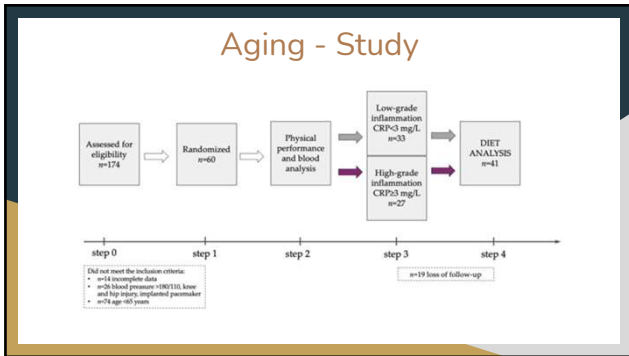 Aging - Study
Assessed for
eligibility
n=174
Randomized
n=60
Physical
performance
and blood
analysis
Low-grade
inflammation
CRP<3 mg/L
n=33
High-grade
inflammation
CRP≥3 mg/L
n=27
DIET
ANALYSIS
n=41
step 0
step 1
step 2
step 3
step 4
Did not meet the inclusion criteria:
• n=14 incomplete data
• n=26 blood pressure >180/110, knee
and hip injury, implanted pacemaker
• n=74 age <65 years
n=19 loss of follow-up